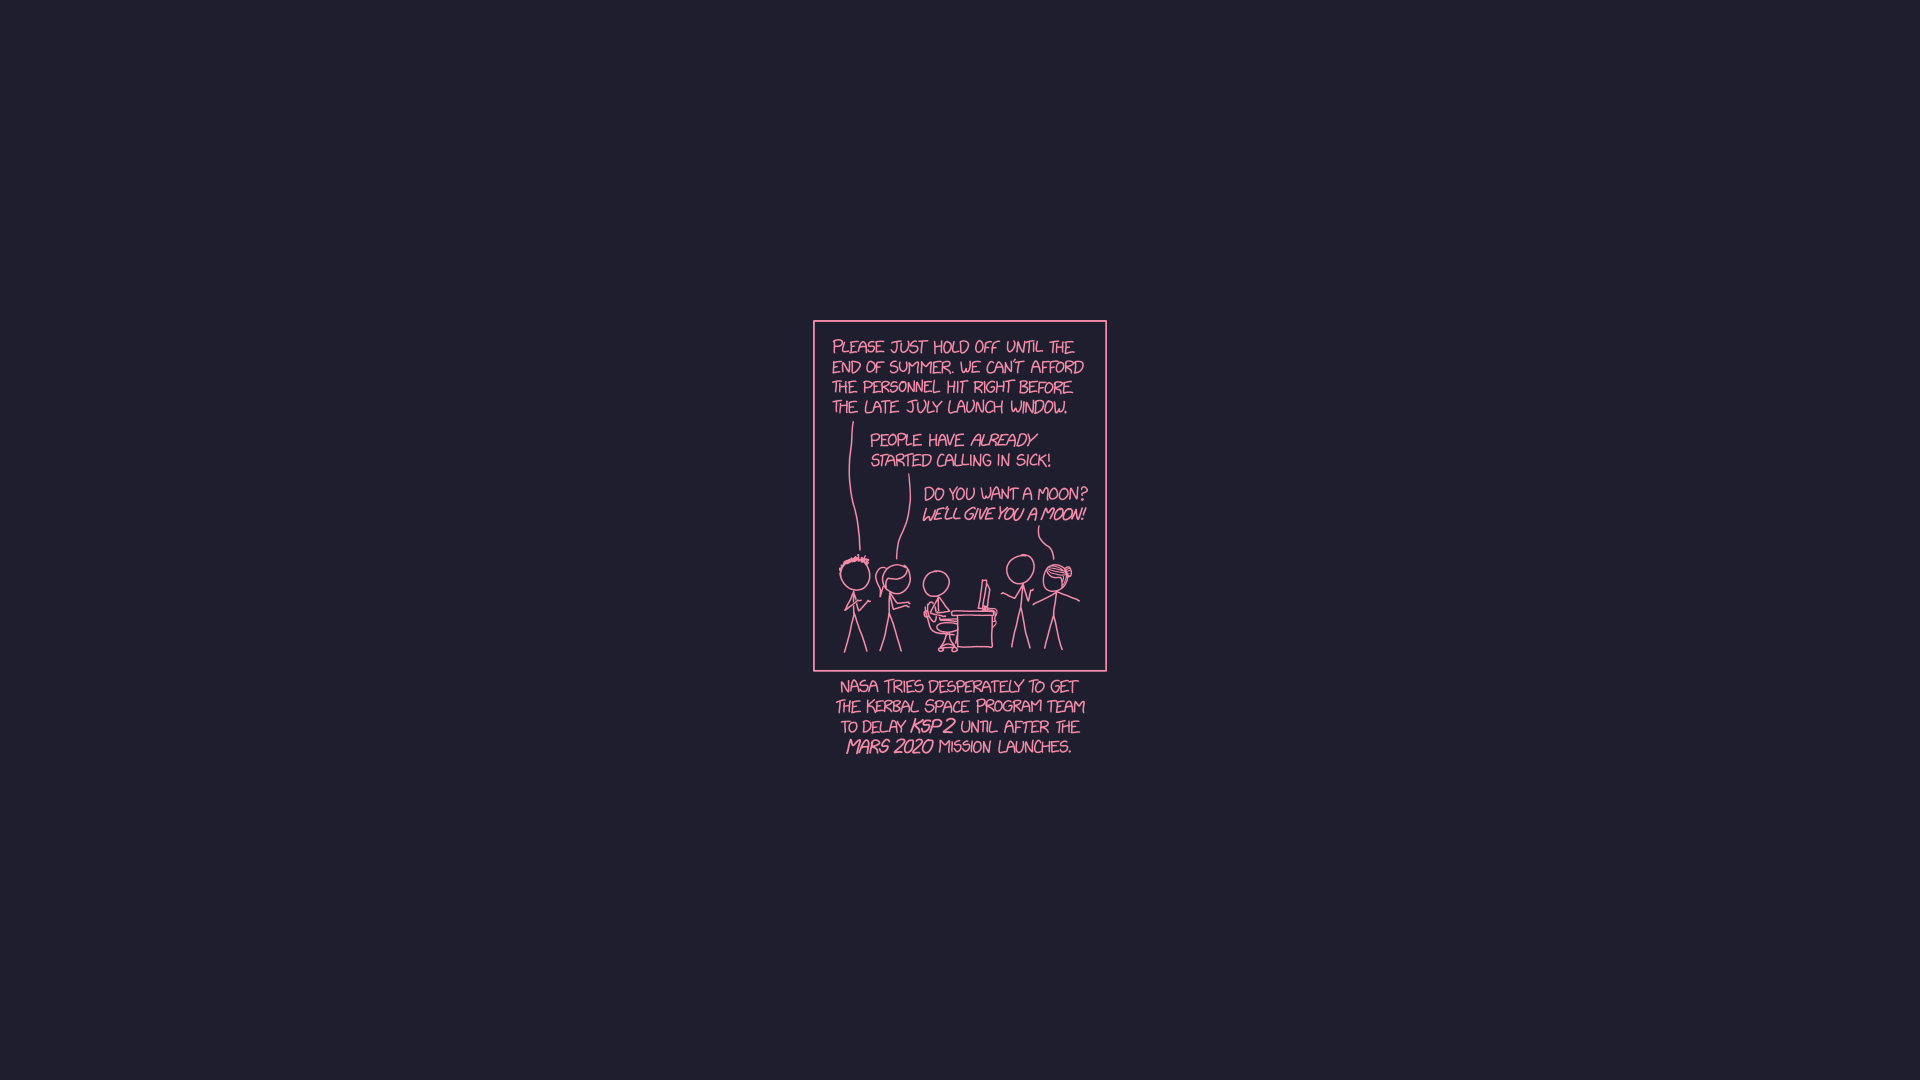 PLEASE JUST HOLD OFF UNTIL THE
END OF SUMMER. WE CAN'T AFFORD
THE PERSONNEL HIT RIGHT BEFORE
THE LATE JULY LAUNCH WINDOW.
PEOPLE HAVE ALREADY
STARTED CALLING IN SICK!
DO YOU WANT A MOON?
WE'LL GIVE YOU A MOON!
NASA TRIES DESPERATELY TO GET
THE KERBAL SPACE PROGRAM TEAM
TO DELAY KSP 2 UNTIL AFTER THE
MARS 2020 MISSION LAUNCHES.